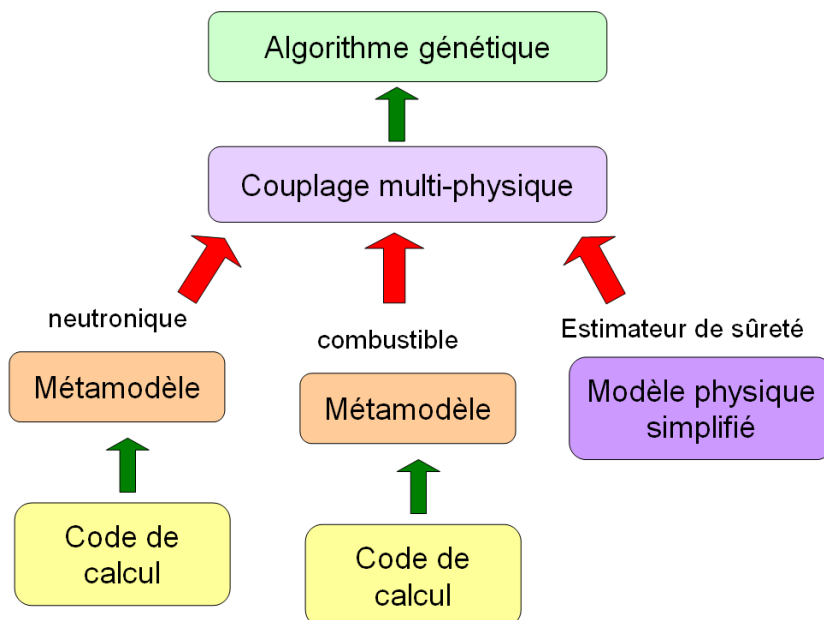 Algorithme génétique
Couplage multi-physique
neutronique
Métamodèle
Code de
calcul
combustible
Métamodèle
Code de
calcul
Estimateur de sûreté
Modèle physique
simplifié